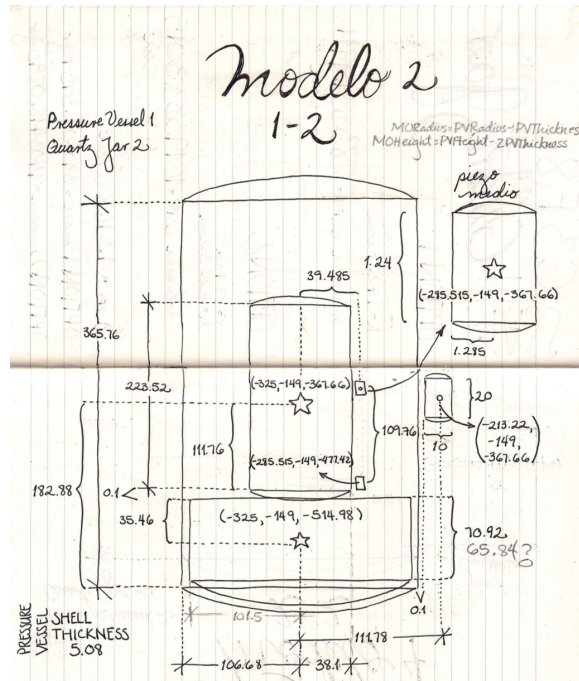 Modelo 2
1-2
Pressure Vessel 1
Quartz Jar 2
MORadius=PVRadius-PVThickness
MOHeight=PVHeight-2PVThickness
piezo
medio
1.24
39.485
(-285.515,-149,-367.66)
1.285
365.76
223.52
(-325,-149,-367.66)
20
10
(-213.22,
-149,
-367.66)
109.76
111.76
(-285.515,-149,-477.42)
182.88
0.1
35.46
(-325,-149,-514.98)
70.92
65.84?
0.1
101.5
111.78
PRESSURE
VESSEL
SHELL
THICKNESS
5.08
106.68
38.1